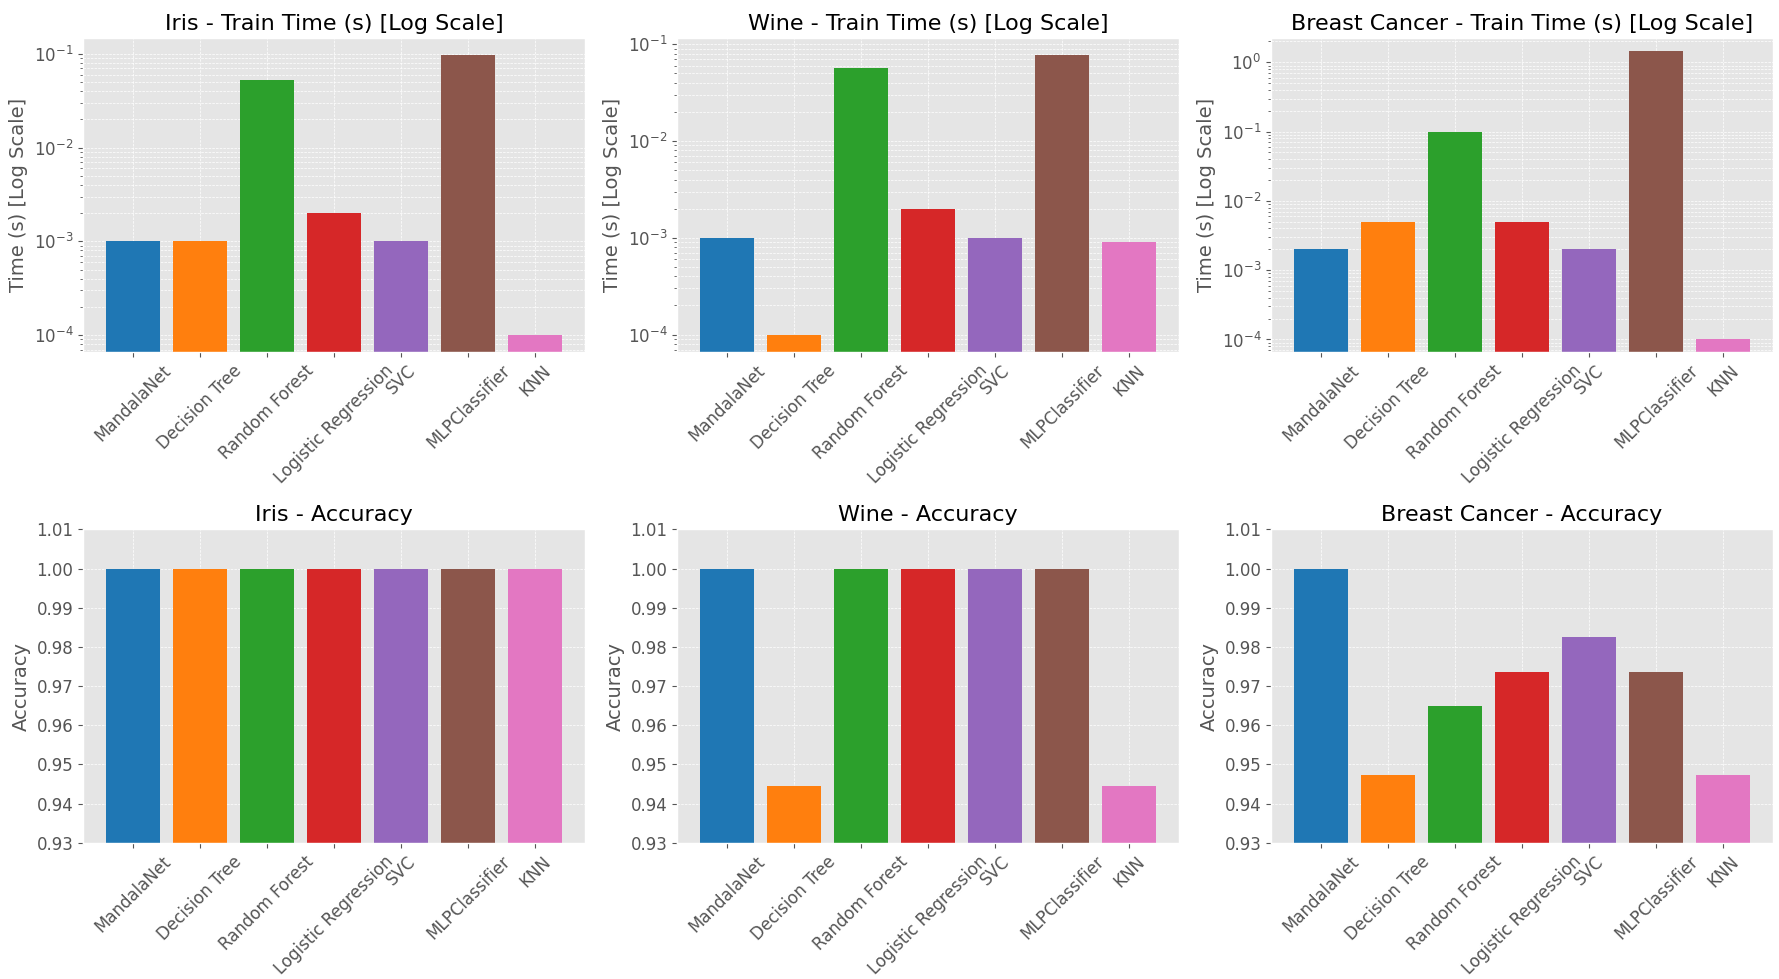 Iris - Train Time (s) [Log Scale]
Time (s) [Log Scale]
10⁻¹
10⁻²
10⁻³
10⁻⁴
MandalaNet
Decision Tree
Random Forest
Logistic Regression
SVC
MLPClassifier
KNN
Wine - Train Time (s) [Log Scale]
Time (s) [Log Scale]
10⁻¹
10⁻²
10⁻³
10⁻⁴
MandalaNet
Decision Tree
Random Forest
Logistic Regression
SVC
MLPClassifier
KNN
Breast Cancer - Train Time (s) [Log Scale]
Time (s) [Log Scale]
10⁰
10⁻¹
10⁻²
10⁻³
10⁻⁴
MandalaNet
Decision Tree
Random Forest
Logistic Regression
SVC
MLPClassifier
KNN
Iris - Accuracy
Accuracy
1.01
1.00
0.99
0.98
0.97
0.96
0.95
0.94
0.93
MandalaNet
Decision Tree
Random Forest
Logistic Regression
SVC
MLPClassifier
KNN
Wine - Accuracy
Accuracy
1.01
1.00
0.99
0.98
0.97
0.96
0.95
0.94
0.93
MandalaNet
Decision Tree
Random Forest
Logistic Regression
SVC
MLPClassifier
KNN
Breast Cancer - Accuracy
Accuracy
1.01
1.00
0.99
0.98
0.97
0.96
0.95
0.94
0.93
MandalaNet
Decision Tree
Random Forest
Logistic Regression
SVC
MLPClassifier
KNN